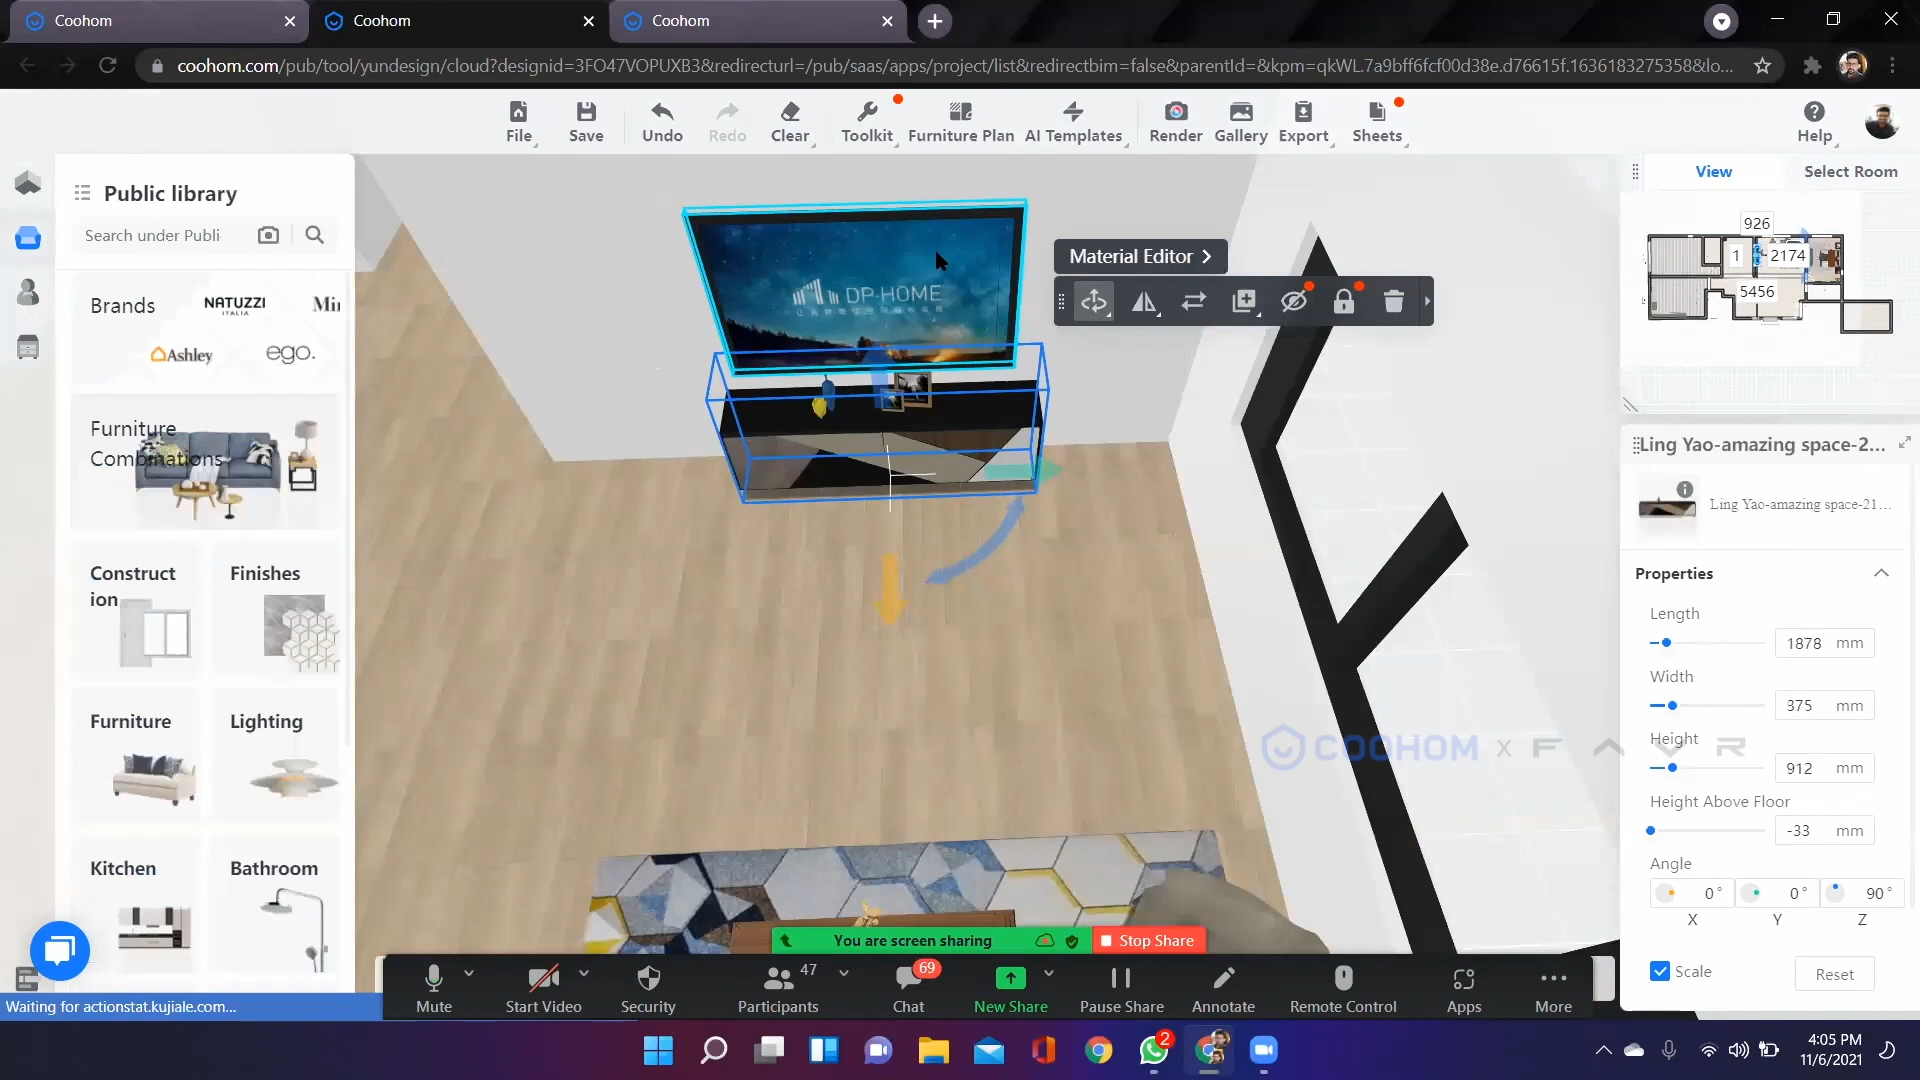 Coohom
Coohom
Coohom
coohom.com/pub/tool/yundesign/cloud?designid=3FO47VOPUXB3&redirecturl=/pub/saas/apps/project/list&redirectbim=false&parentId=&kpm=qkWL.7a9bff6fcf00d38e.d76615f.1636183275358&lo...
File
Save
Undo
Redo
Clear
Toolkit
Furniture Plan
AI Templates
Render
Gallery
Export
Sheets
Help
Public library
Search under Publi
Brands
NATUZZI
ITALIA
Min
Ashley
ego.
Furniture
Combinations
Construct
ion
Finishes
Furniture
Lighting
Kitchen
Bathroom
DP-HOME
Material Editor
View
Select Room
926
1
2174
5456
Ling Yao-amazing space-2...
Ling Yao-amazing space-21...
Properties
Length
1878 mm
Width
375 mm
Height
912 mm
Height Above Floor
-33 mm
Angle
0°
0°
90°
X
Y
Z
Scale
Reset
COOHOM x
You are screen sharing
Stop Share
Mute
Start Video
Security
Participants
47
Chat
69
New Share
Pause Share
Annotate
Remote Control
Apps
More
Waiting for actionstat.kujiale.com...
2
4:05 PM
11/6/2021